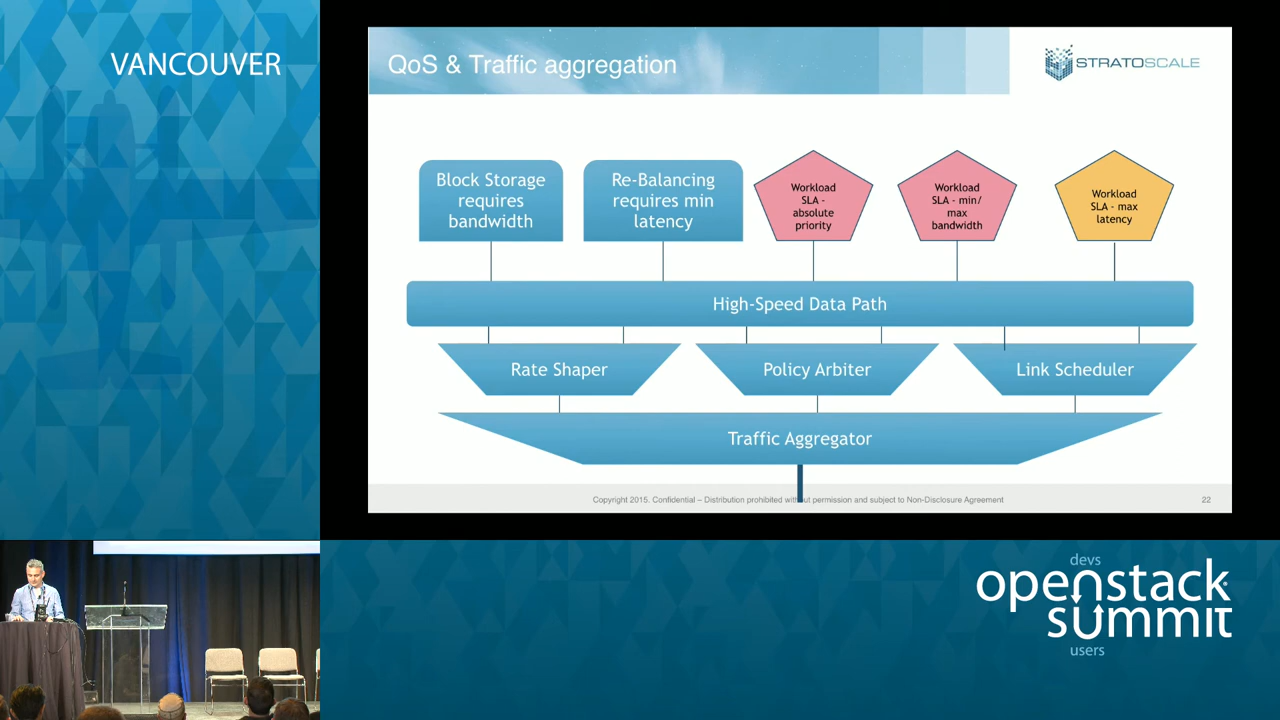 VANCOUVER
QoS & Traffic aggregation
STRATOSCALE
Block Storage
requires
bandwidth
Re-Balancing
requires min
latency
Workload
SLA -
absolute
priority
Workload
SLA - min/
max
bandwidth
Workload
SLA - max
latency
High-Speed Data Path
Rate Shaper
Policy Arbiter
Link Scheduler
Traffic Aggregator
Copyright 2015. Confidential – Distribution prohibited without permission and subject to Non-Disclosure Agreement
22
devs
openstack
summit
users